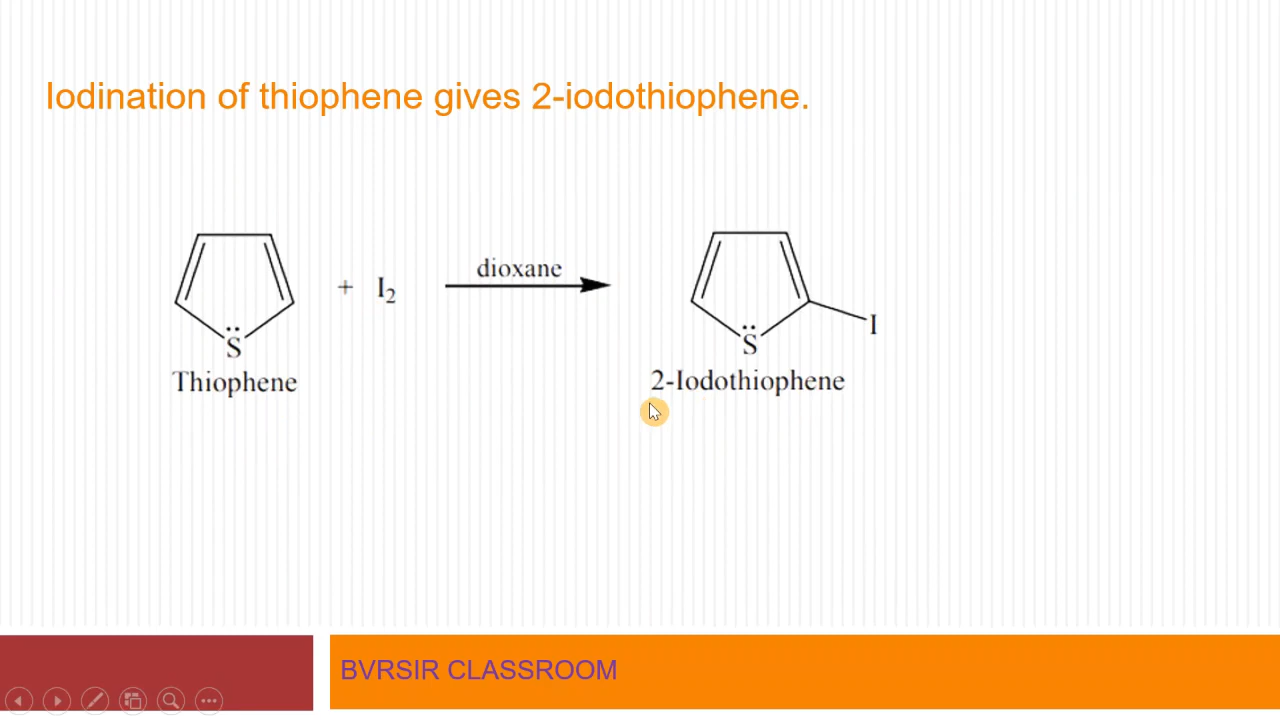 Iodination of thiophene gives 2-iodothiophene.
dioxane
+ I₂
S̈
S̈
I
Thiophene
2-Iodothiophene
BVRSIR CLASSROOM